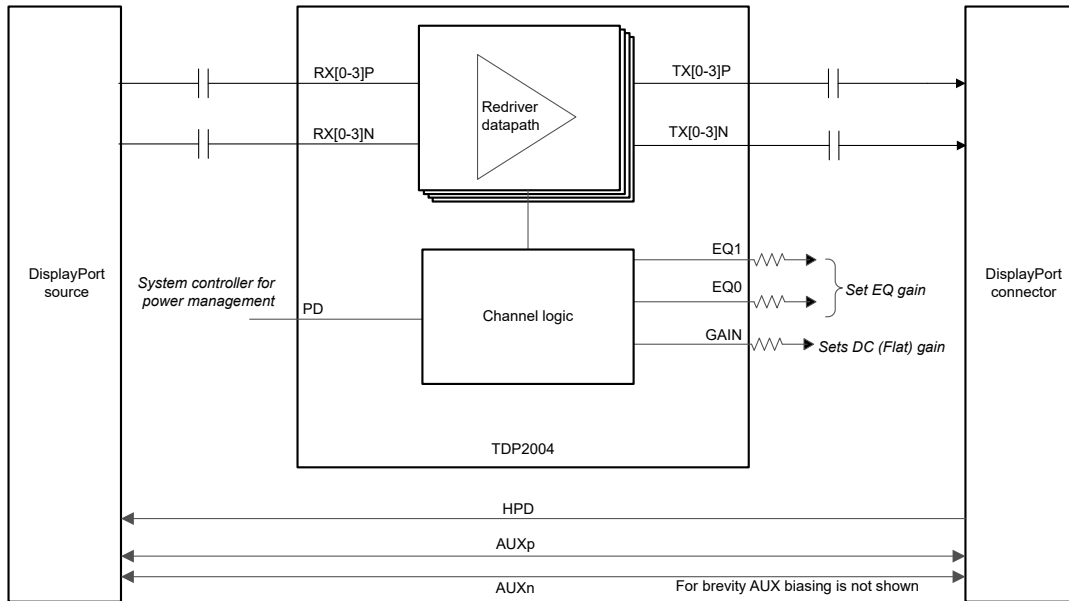 RX[0-3]P
TX[0-3]P
Redriver
datapath
RX[0-3]N
TX[0-3]N
DisplayPort
source
System controller for
power management
PD
Channel logic
EQ1
EQ0
GAIN
Set EQ gain
Sets DC (Flat) gain
DisplayPort
connector
TDP2004
HPD
AUXp
AUXn
For brevity AUX biasing is not shown